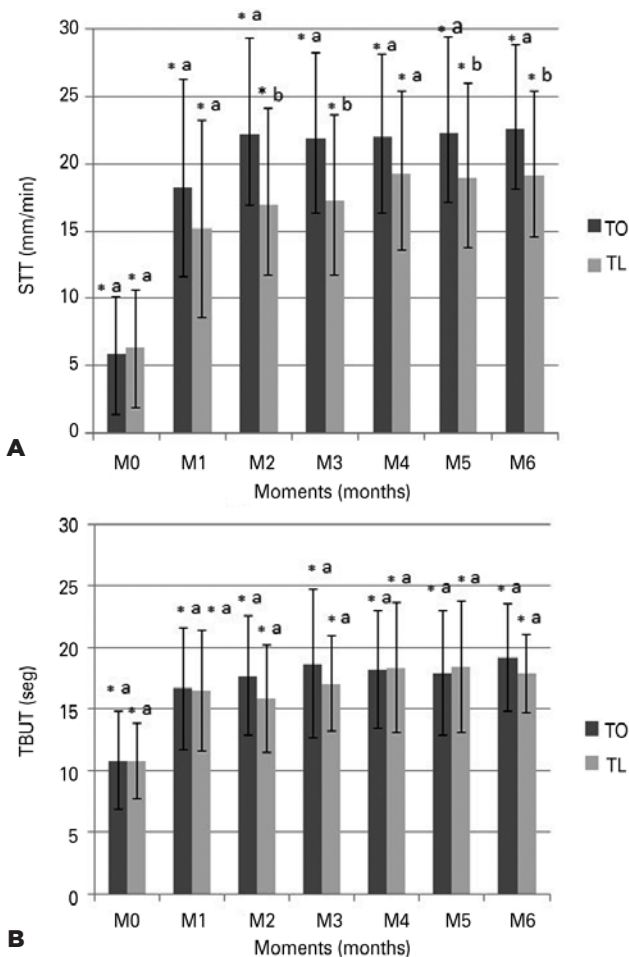 30
* a
* a
* a
* a
* a
* a
25
* a
* a
* b
* b
* a
* b
* b
20
15
STT (mm/min)
TO
TL
10
* a
* a
5
0
A
M0 M1 M2 M3 M4 M5 M6
Moments (months)
30
* a
25
* a * a
* a
* a
* a
* a
* a
* a
* a
* a
* a
20
15
* a
* a
TBUT (seg)
TO
TL
10
5
0
B
M0 M1 M2 M3 M4 M5 M6
Moments (months)